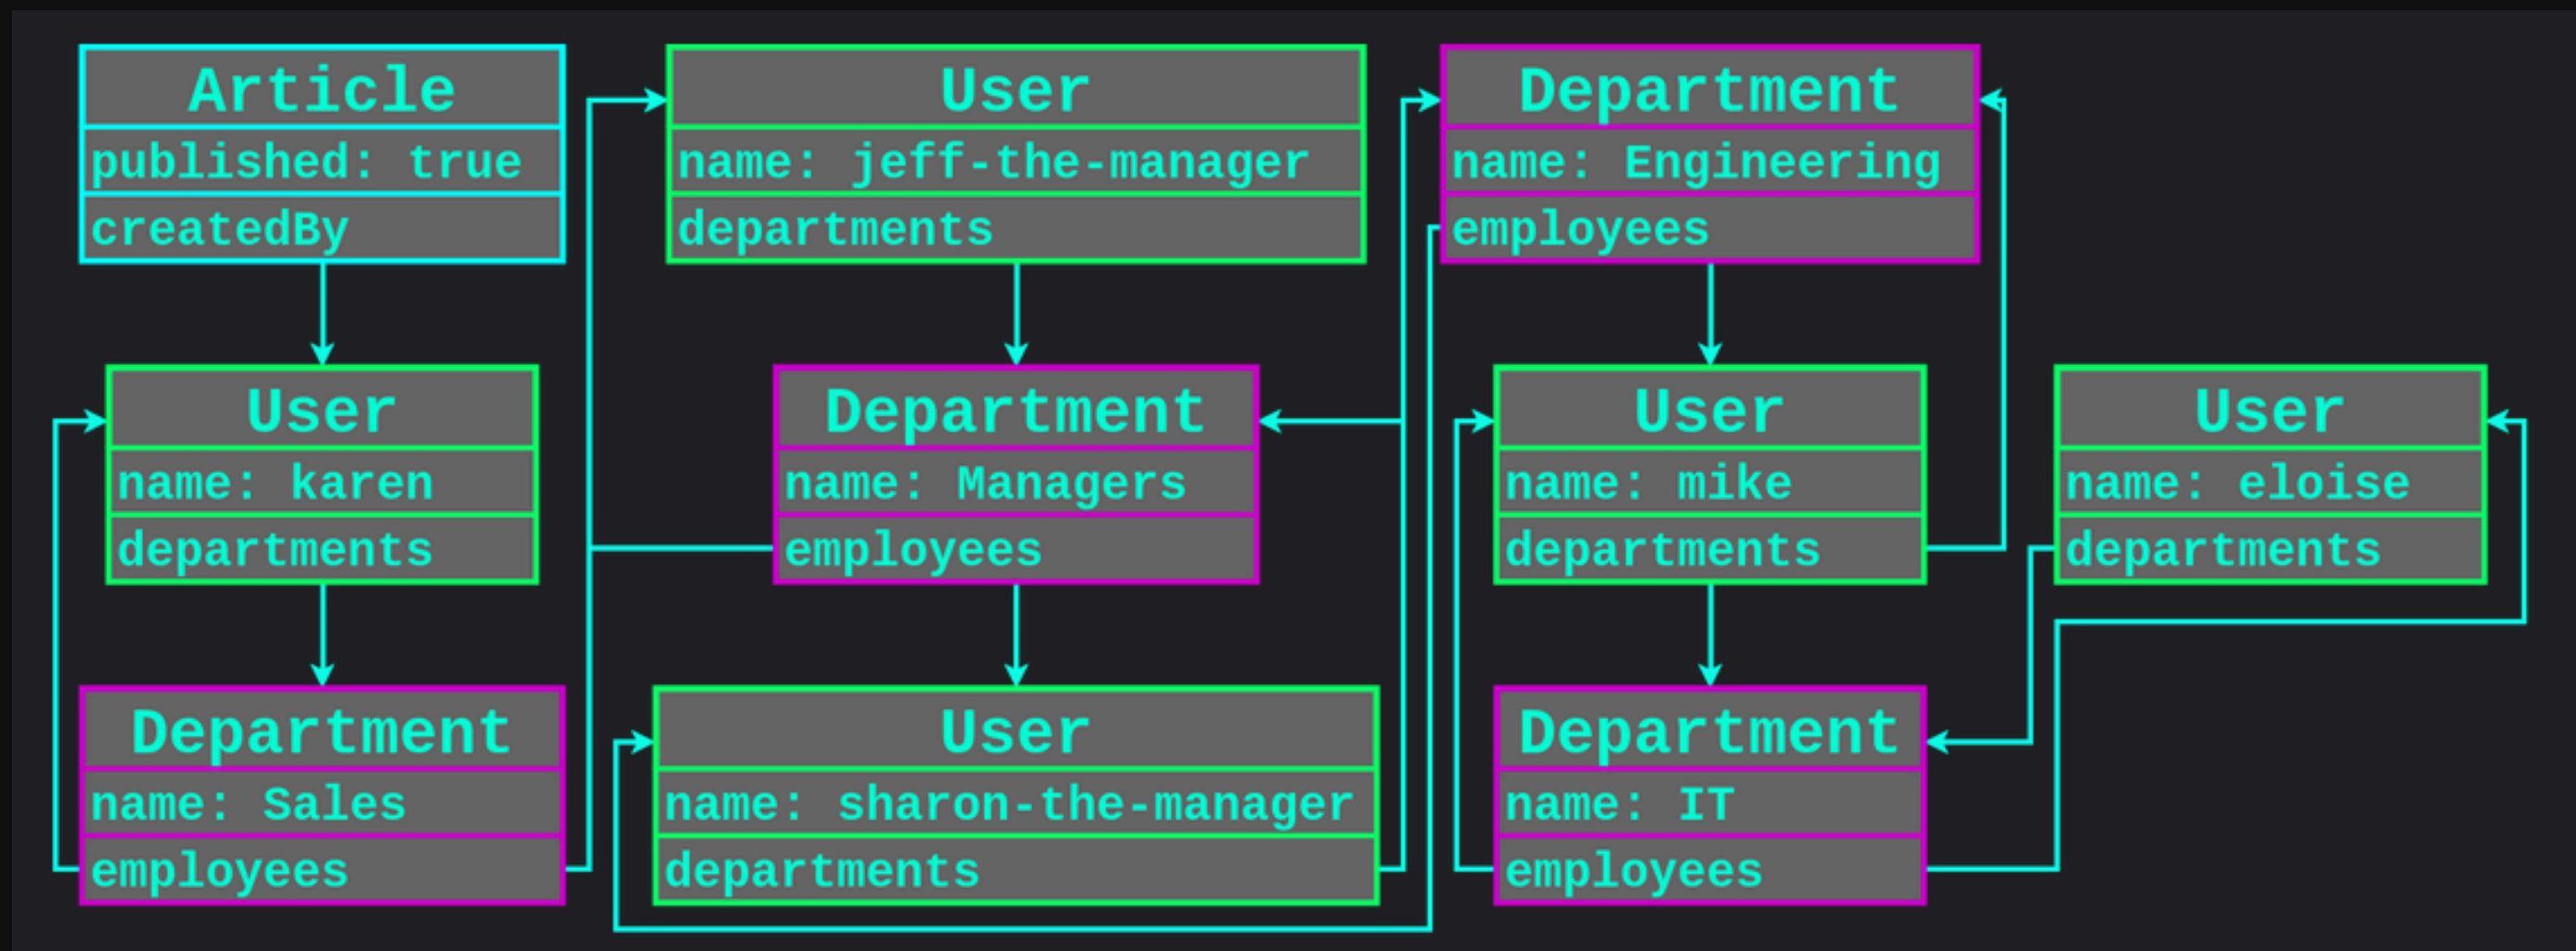 Article
published: true
createdBy
User
name: jeff-the-manager
departments
Department
name: Engineering
employees
User
name: karen
departments
Department
name: Managers
employees
User
name: mike
departments
User
name: eloise
departments
Department
name: Sales
employees
User
name: sharon-the-manager
departments
Department
name: IT
employees